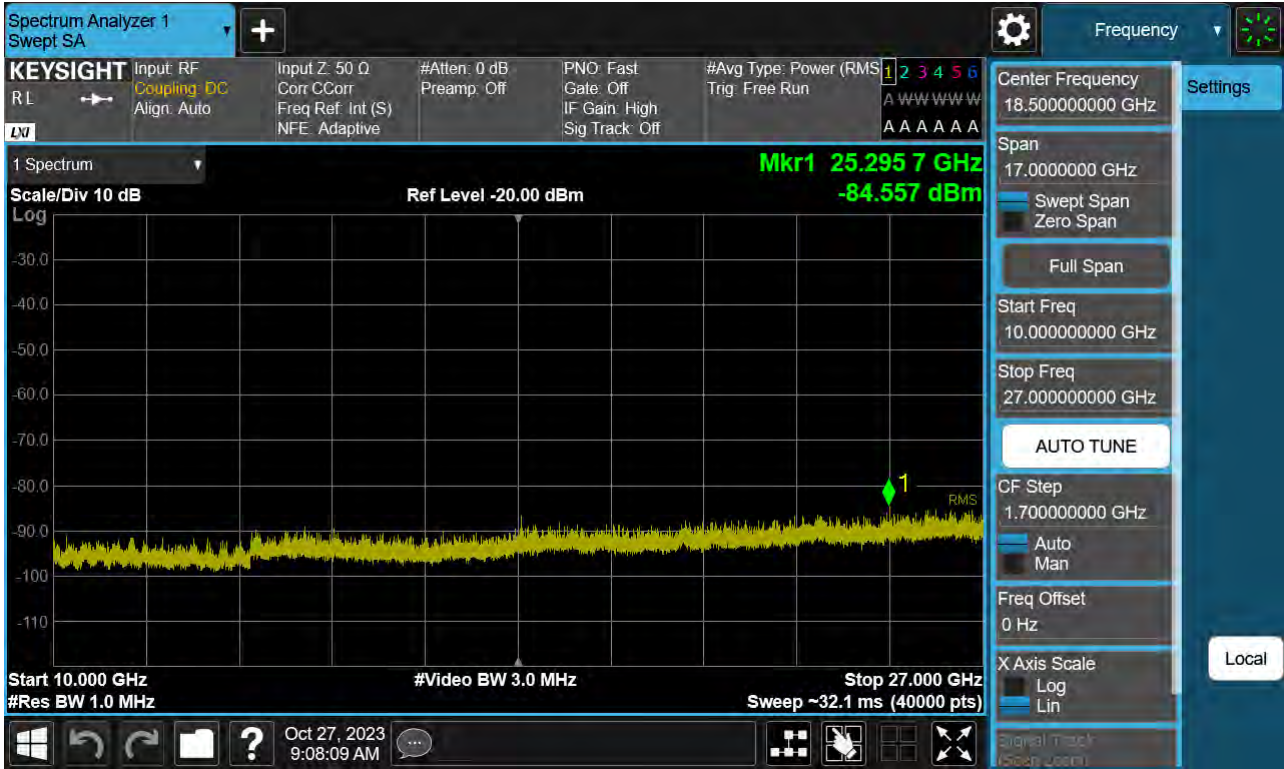 Spectrum Analyzer 1
Swept SA
Frequency
KEYSIGHT
R L
LXI
Input: RF
Coupling: DC
Align: Auto
Input Z: 50 Ω
Corr CCorr
Freq Ref: Int (S)
NFE: Adaptive
#Atten: 0 dB
Preamp: Off
PNO: Fast
Gate: Off
IF Gain: High
Sig Track: Off
#Avg Type: Power (RMS
Trig: Free Run
1 2 3 4 5 6
A W W W W W
A A A A A A
1 Spectrum
Mkr1 25.295 7 GHz
Scale/Div 10 dB
Ref Level -20.00 dBm
-84.557 dBm
Log
-30.0
-40.0
-50.0
-60.0
-70.0
-80.0
-90.0
-100
-110
1
RMS
Start 10.000 GHz
#Video BW 3.0 MHz
Stop 27.000 GHz
#Res BW 1.0 MHz
Sweep ~32.1 ms (40000 pts)
Center Frequency
18.500000000 GHz
Settings
Span
17.0000000 GHz
Swept Span
Zero Span
Full Span
Start Freq
10.000000000 GHz
Stop Freq
27.000000000 GHz
AUTO TUNE
CF Step
1.700000000 GHz
Auto
Man
Freq Offset
0 Hz
X Axis Scale
Log
Lin
Local
Signal Track
(Span Zoom)
?
Oct 27, 2023
9:08:09 AM